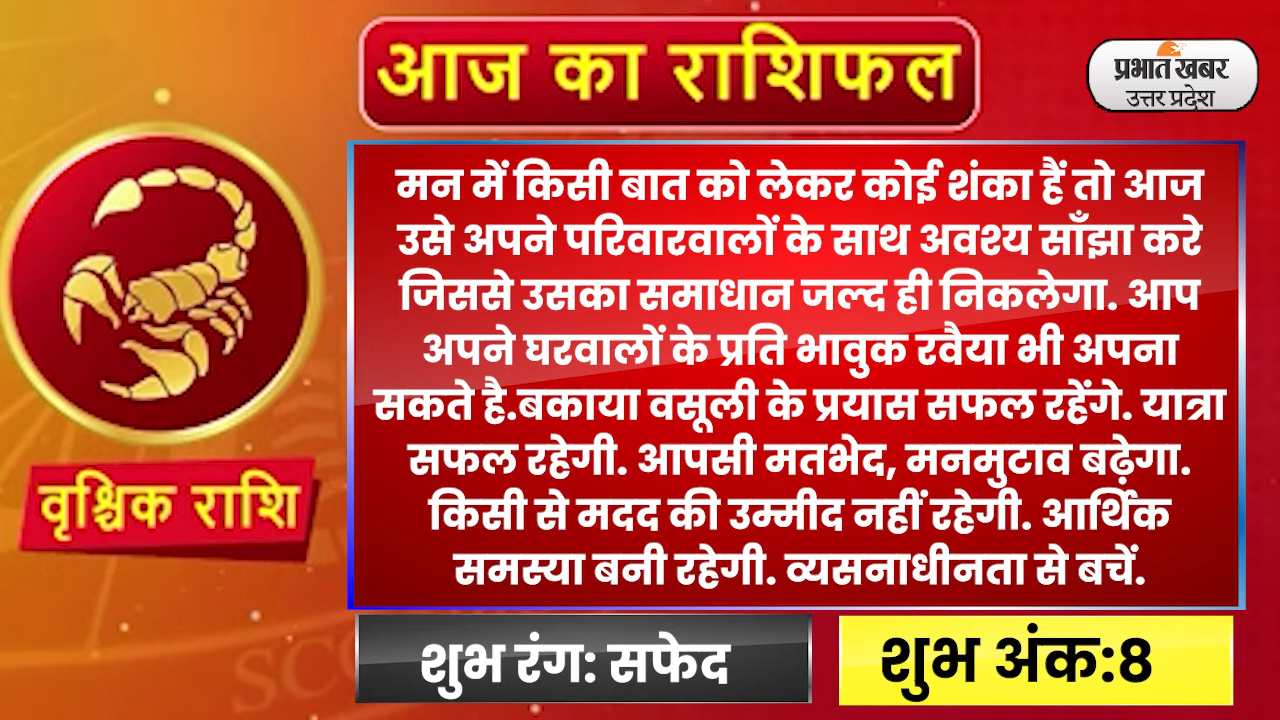 आज का राशिफल
प्रभात खबर
उत्तर प्रदेश
मन में किसी बात को लेकर कोई शंका हैं तो आज
उसे अपने परिवारवालों के साथ अवश्य साँझा करे
जिससे उसका समाधान जल्द ही निकलेगा. आप
अपने घरवालों के प्रति भावुक रवैया भी अपना
सकते है.बकाया वसूली के प्रयास सफल रहेंगे. यात्रा
सफल रहेगी. आपसी मतभेद, मनमुटाव बढ़ेगा.
किसी से मदद की उम्मीद नहीं रहेगी. आर्थिक
समस्या बनी रहेगी. व्यसनाधीनता से बचें.
वृश्चिक राशि
शुभ रंग: सफेद
शुभ अंक:8